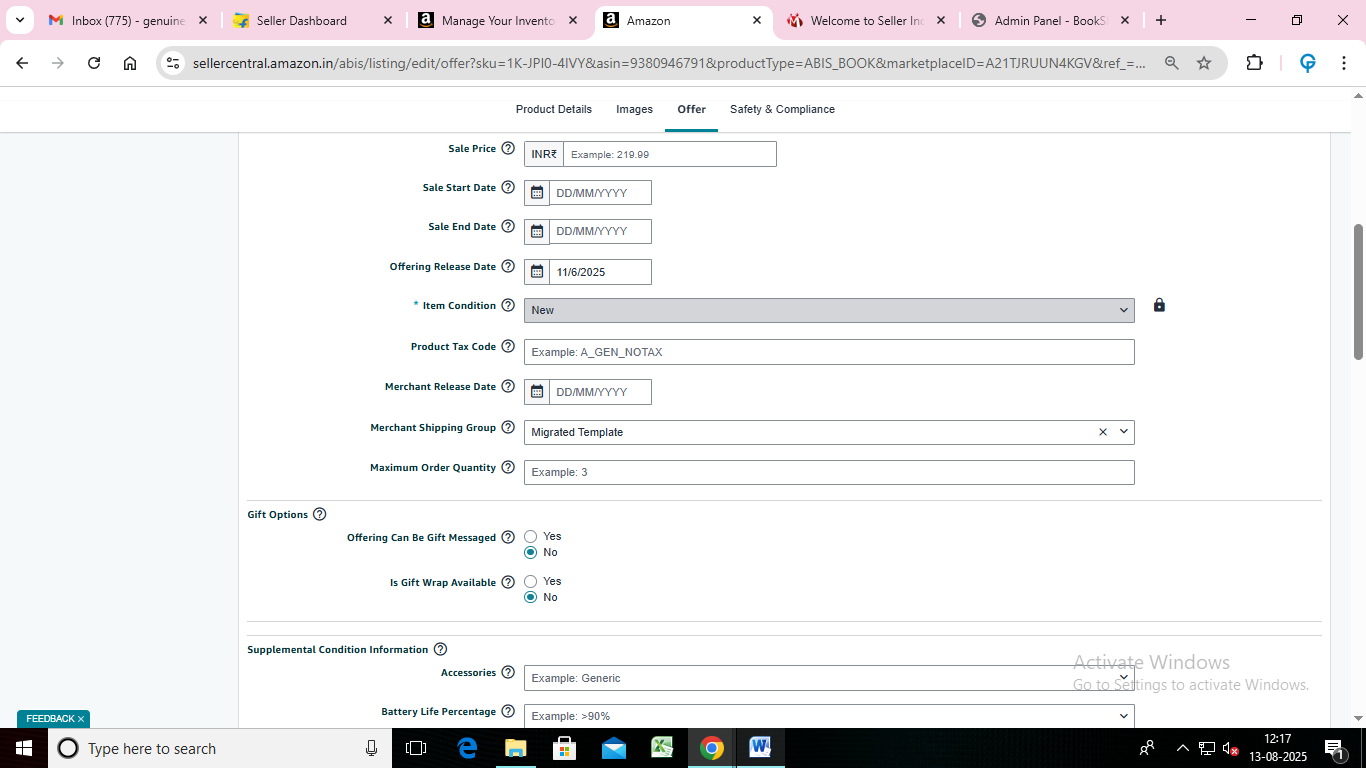 Inbox (775) - genuine
Seller Dashboard
Manage Your Invento
Amazon
Welcome to Seller In
Admin Panel - BookS
sellercentral.amazon.in/abis/listing/edit/offer?sku=1K-JPI0-4IVY&asin=9380946791&productType=ABIS_BOOK&marketplaceID=A21TJRUUN4KGV&ref_=...
Product Details Images Offer Safety & Compliance
Sale Price INR₹ Example: 219.99
Sale Start Date DD/MM/YYYY
Sale End Date DD/MM/YYYY
Offering Release Date 11/6/2025
* Item Condition New
Product Tax Code Example: A_GEN_NOTAX
Merchant Release Date DD/MM/YYYY
Merchant Shipping Group Migrated Template
Maximum Order Quantity Example: 3
Gift Options
Offering Can Be Gift Messaged Yes
No
Is Gift Wrap Available Yes
No
Supplemental Condition Information
Accessories Example: Generic
Battery Life Percentage Example: >90%
Activate Windows
Go to Settings to activate Windows.
FEEDBACK
Type here to search
12:17
13-08-2025
1